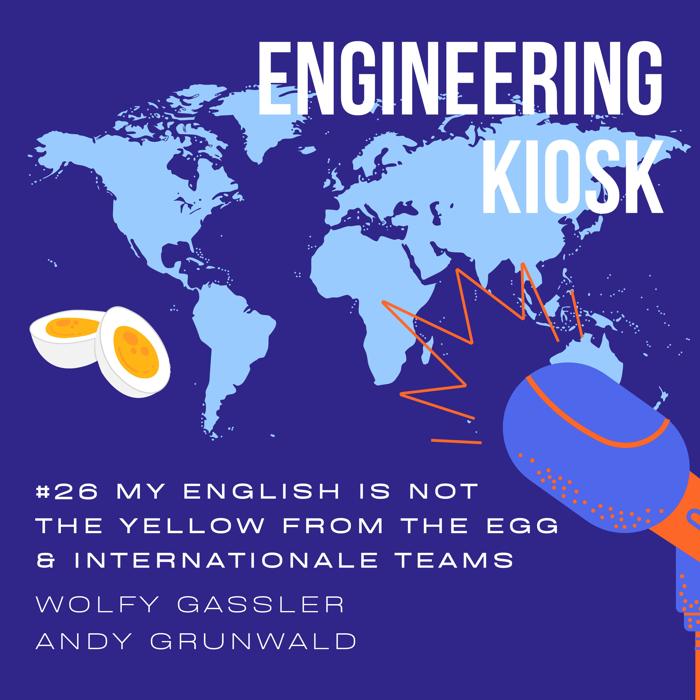 ENGINEERING
KIOSK
#26 MY ENGLISH IS NOT
THE YELLOW FROM THE EGG
& INTERNATIONALE TEAMS
WOLFY GASSLER
ANDY GRUNWALD